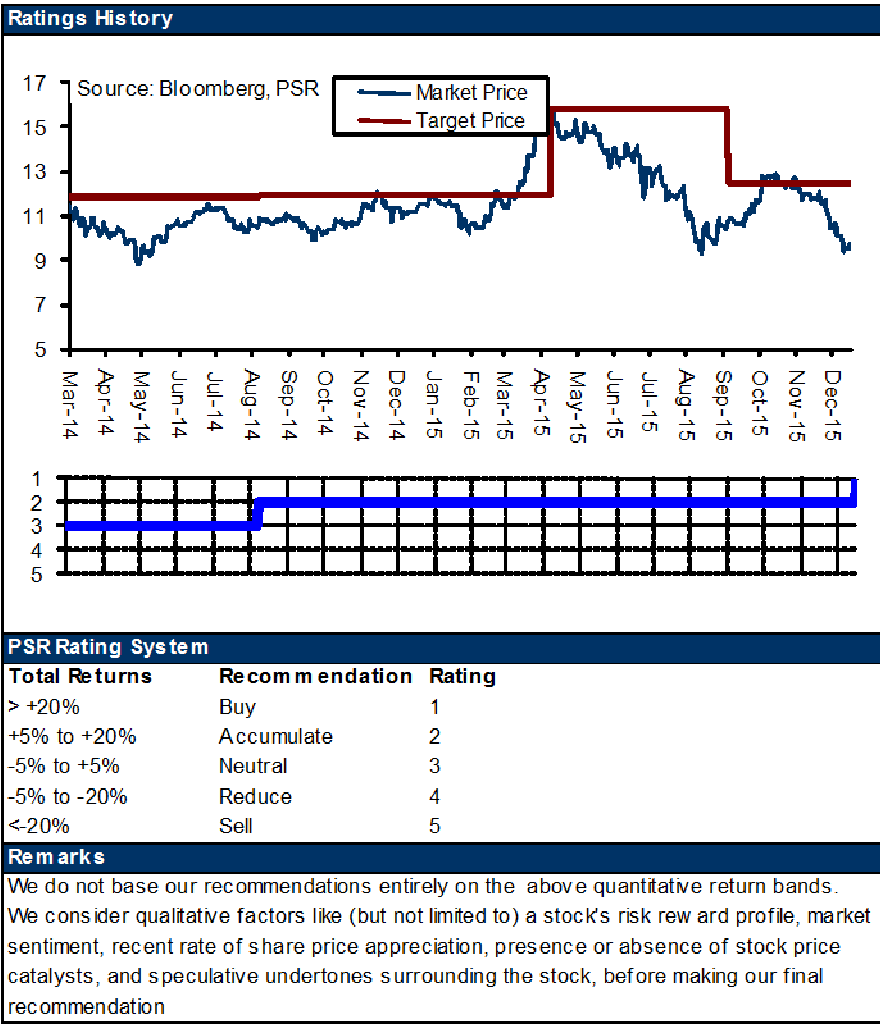 Ratings History
Source: Bloomberg, PSR
Market Price
Target Price
17
15
13
11
9
7
5
Mar-14
Apr-14
May-14
Jun-14
Jul-14
Aug-14
Sep-14
Oct-14
Nov-14
Dec-14
Jan-15
Feb-15
Mar-15
Apr-15
May-15
Jun-15
Jul-15
Aug-15
Sep-15
Oct-15
Nov-15
Dec-15
1
2
3
4
5
PSR Rating System
Total Returns Recommendation Rating
> +20% Buy 1
+5% to +20% Accumulate 2
-5% to +5% Neutral 3
-5% to -20% Reduce 4
<-20% Sell 5
Remarks
We do not base our recommendations entirely on the above quantitative return bands.
We consider qualitative factors like (but not limited to) a stock's risk reward profile, market
sentiment, recent rate of share price appreciation, presence or absence of stock price
catalysts, and speculative undertones surrounding the stock, before making our final
recommendation